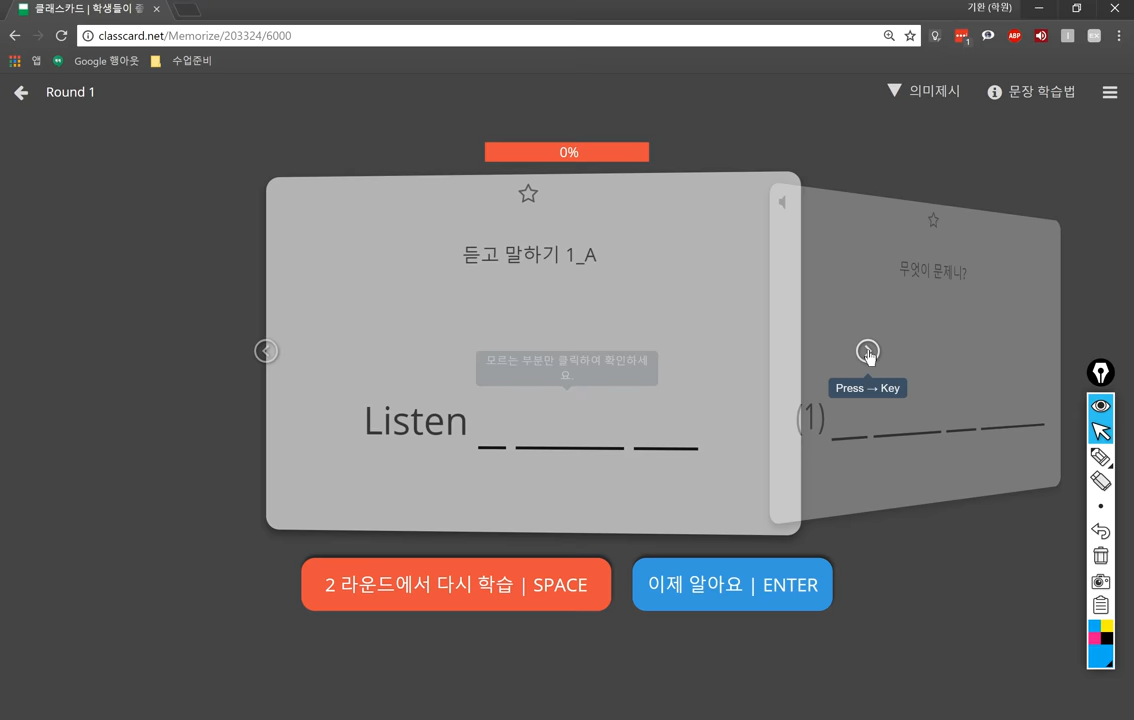 클래스카드 | 학생들이
기환 (학원)
classcard.net/Memorize/203324/6000
1
ABP
앱
Google 행아웃
수업준비
Round 1
의미제시
문장 학습법
0%
듣고 말하기 1_A
무엇이 문제니?
모르는 부분만 클릭하여 확인하세
요.
Press → Key
Listen
(1)
2 라운드에서 다시 학습 | SPACE
이제 알아요 | ENTER